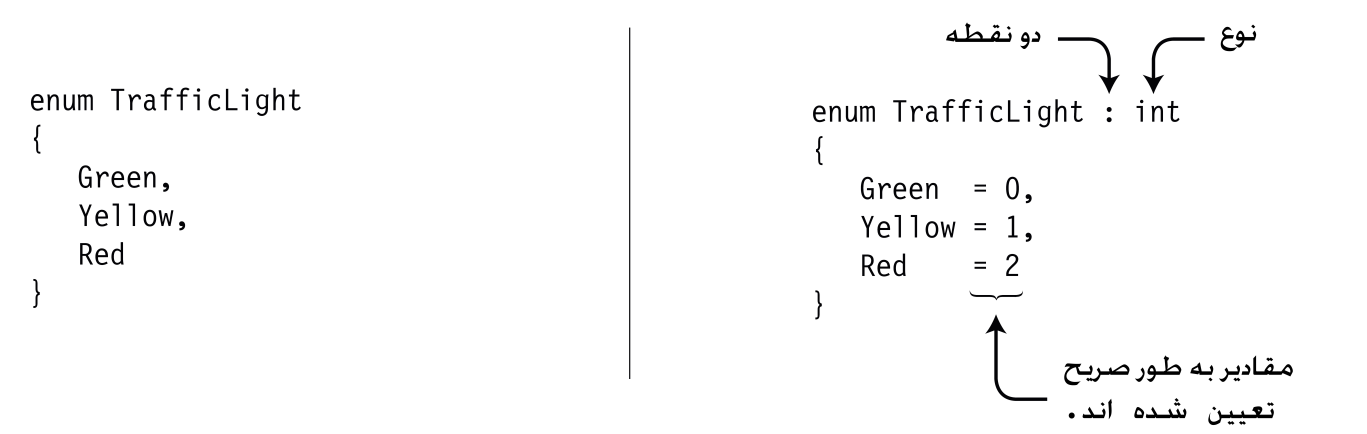 enum TrafficLight
{
Green,
Yellow,
Red
}
دو نقطه
نوع
enum TrafficLight : int
{
Green = 0,
Yellow = 1,
Red = 2
}
مقادیر به طور صریح
تعیین شده اند.